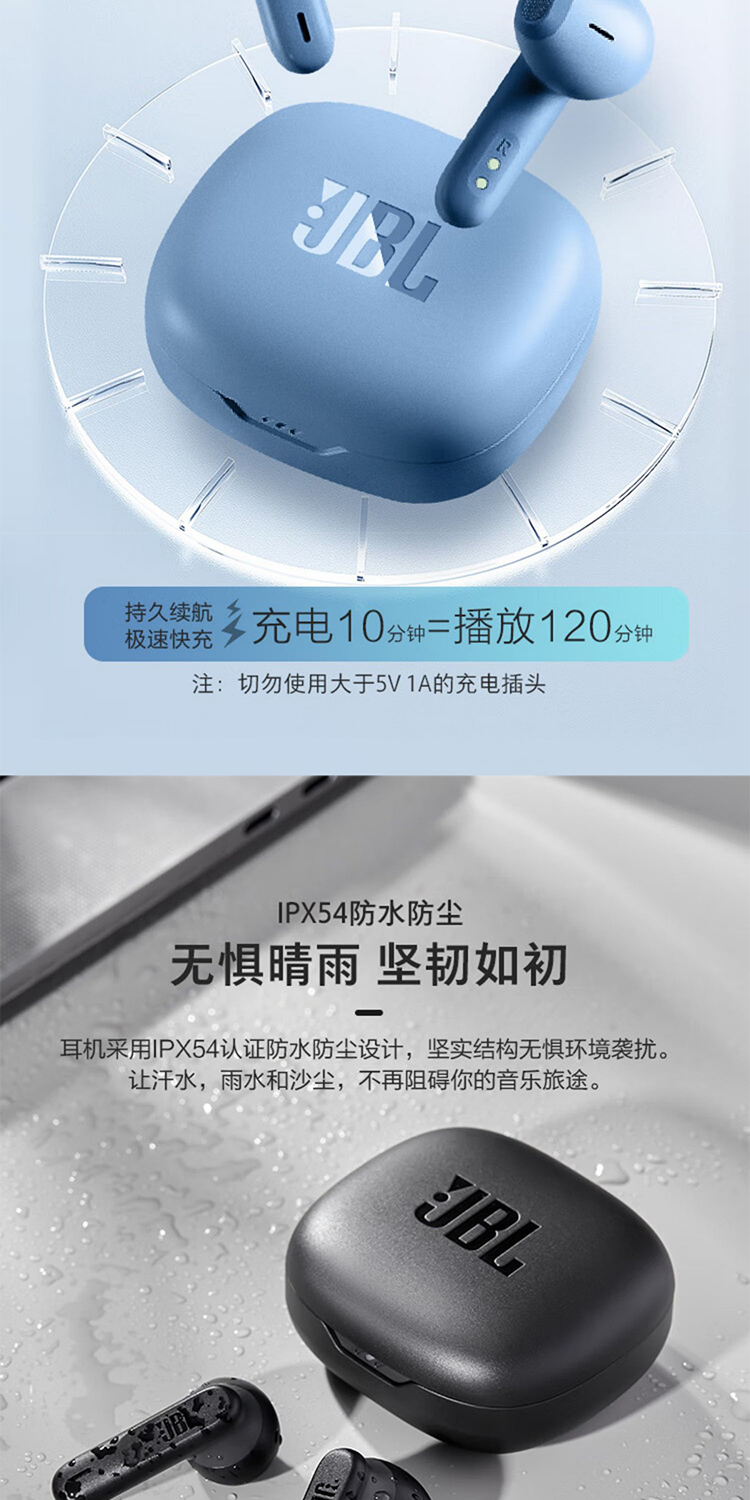 R
JBL
持久续航
极速快充
充电10分钟=播放120分钟
注：切勿使用大于5V 1A的充电插头
IPX54防水防尘
无惧晴雨 坚韧如初
耳机采用IPX54认证防水防尘设计，坚实结构无惧环境袭扰。
让汗水，雨水和沙尘，不再阻碍你的音乐旅途。
JBL
JBL
JBL